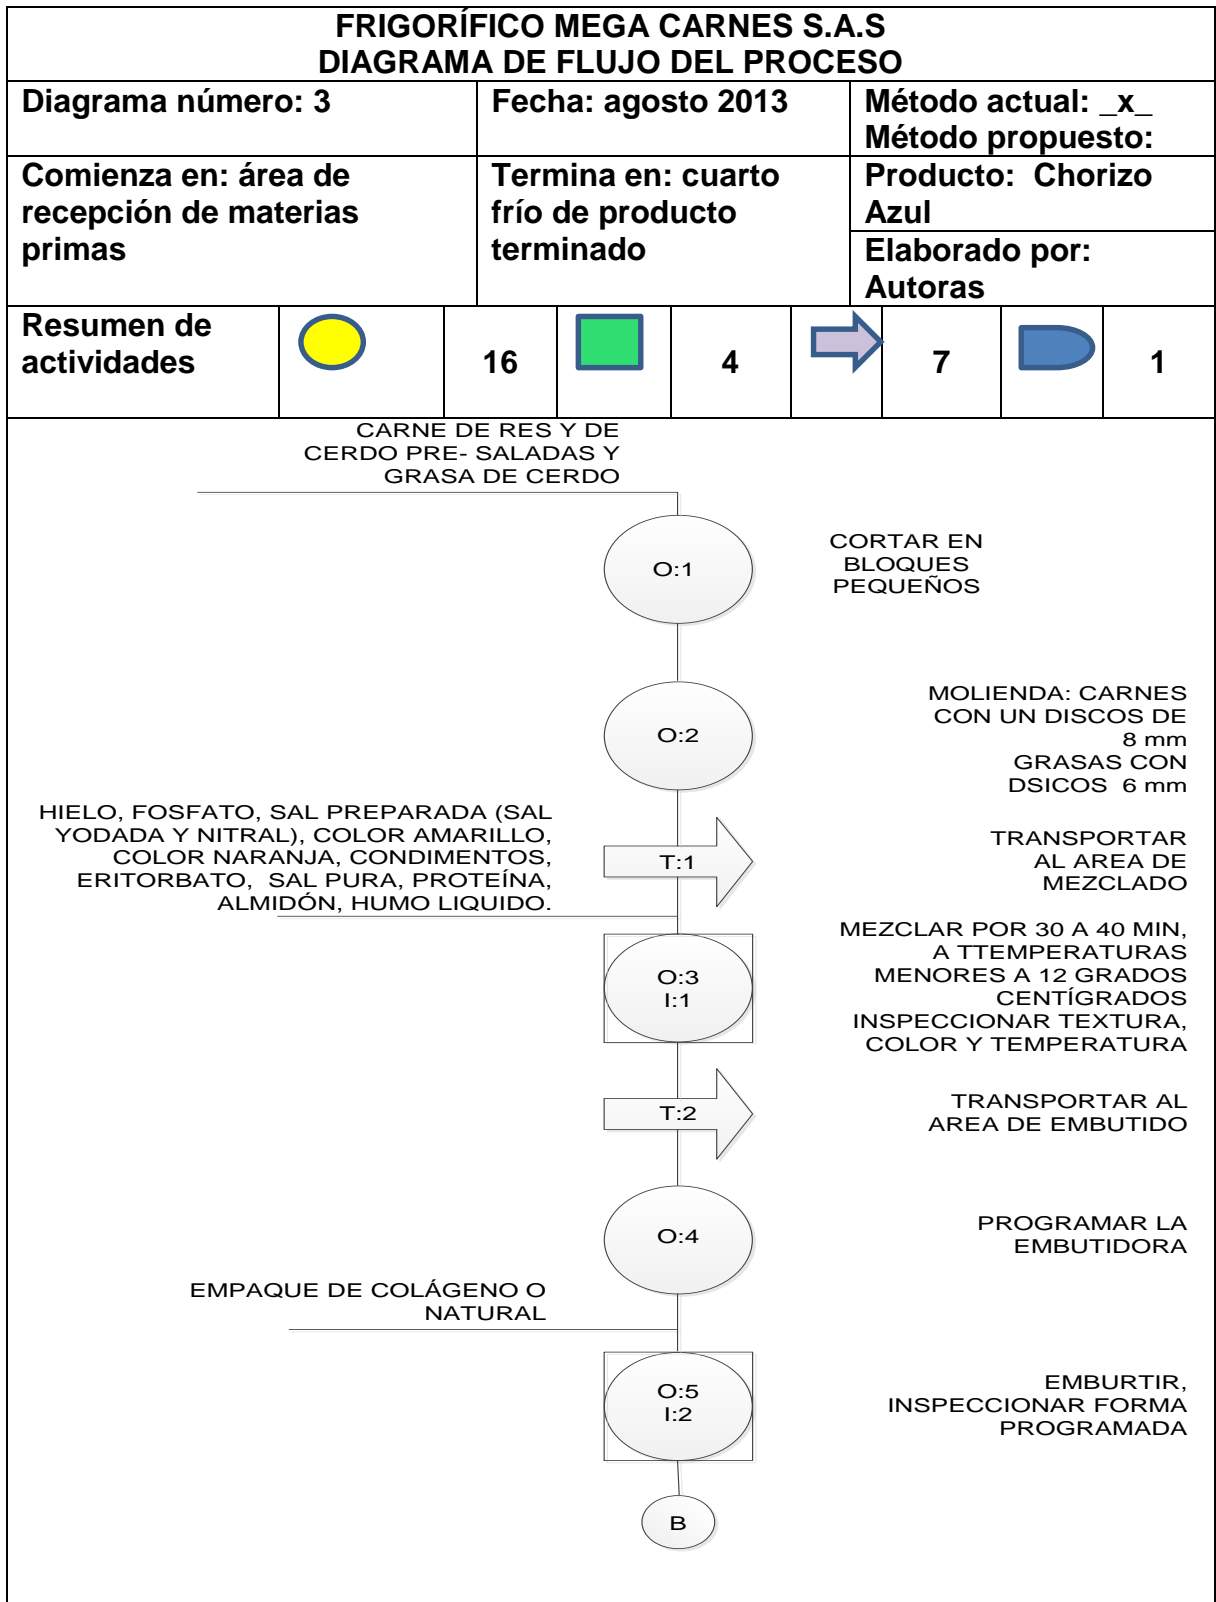 FRIGORÍFICO MEGA CARNES S.A.S
DIAGRAMA DE FLUJO DEL PROCESO
Diagrama número: 3
Fecha: agosto 2013
Método actual: _x_
Método propuesto:
Comienza en: área de
recepción de materias
primas
Termina en: cuarto
frío de producto
terminado
Producto: Chorizo
Azul
Elaborado por:
Autoras
Resumen de
actividades
16
4
7
1
CARNE DE RES Y DE
CERDO PRE- SALADAS Y
GRASA DE CERDO
O:1
CORTAR EN
BLOQUES
PEQUEÑOS
O:2
MOLIENDA: CARNES
CON UN DISCOS DE
8 mm
GRASAS CON
DSICOS 6 mm
HIELO, FOSFATO, SAL PREPARADA (SAL
YODADA Y NITRAL), COLOR AMARILLO,
COLOR NARANJA, CONDIMENTOS,
ERITORBATO, SAL PURA, PROTEÍNA,
ALMIDÓN, HUMO LIQUIDO.
T:1
TRANSPORTAR
AL AREA DE
MEZCLADO
O:3
I:1
MEZCLAR POR 30 A 40 MIN,
A TTEMPERATURAS
MENORES A 12 GRADOS
CENTÍGRADOS
INSPECCIONAR TEXTURA,
COLOR Y TEMPERATURA
T:2
TRANSPORTAR AL
AREA DE EMBUTIDO
O:4
PROGRAMAR LA
EMBUTIDORA
EMPAQUE DE COLÁGENO O
NATURAL
O:5
I:2
EMBURTIR,
INSPECCIONAR FORMA
PROGRAMADA
B